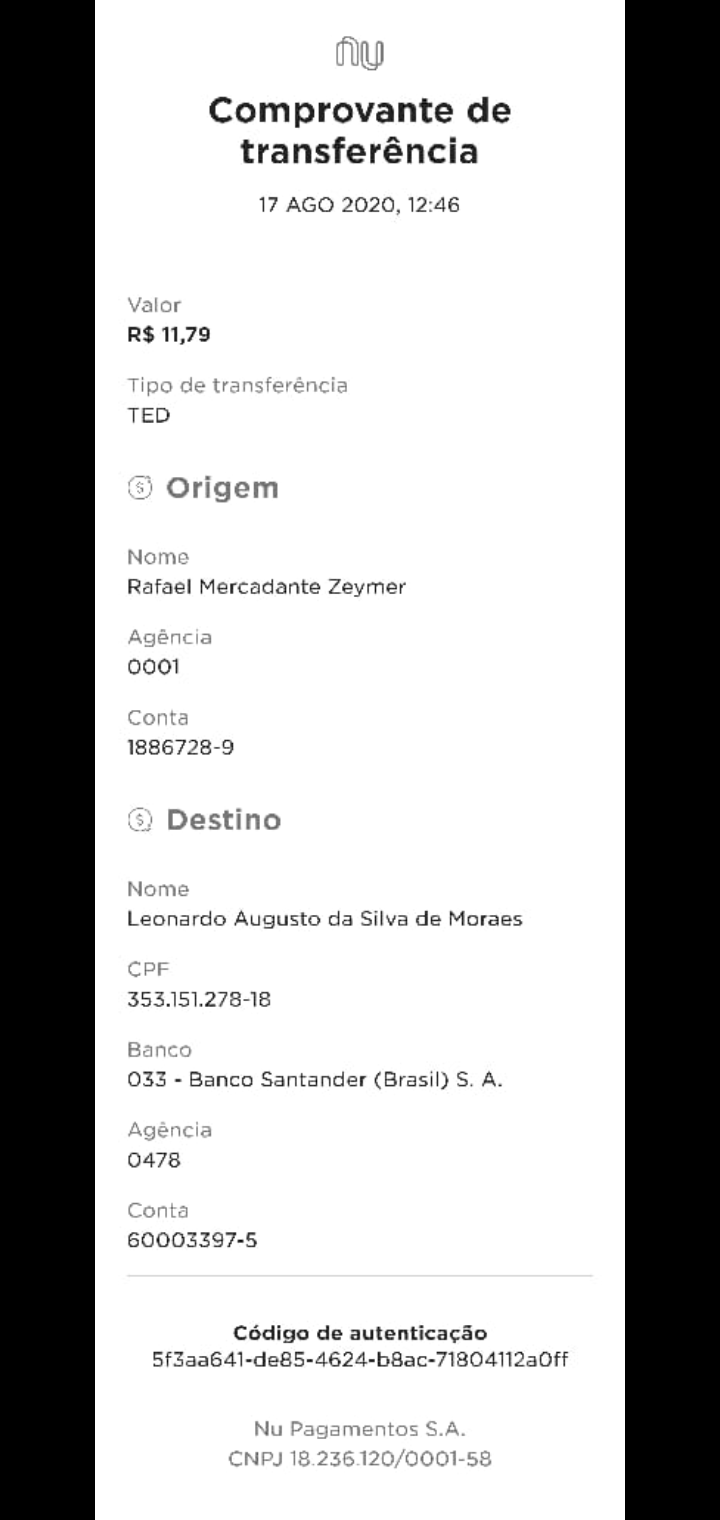 nu
Comprovante de
transferência
17 AGO 2020, 12:46
Valor
R$ 11,79
Tipo de transferência
TED
Origem
Nome
Rafael Mercadante Zeymer
Agência
0001
Conta
1886728-9
Destino
Nome
Leonardo Augusto da Silva de Moraes
CPF
353.151.278-18
Banco
033 - Banco Santander (Brasil) S. A.
Agência
0478
Conta
60003397-5
Código de autenticação
5f3aa641-de85-4624-b8ac-71804112a0ff
Nu Pagamentos S.A.
CNPJ 18.236.120/0001-58